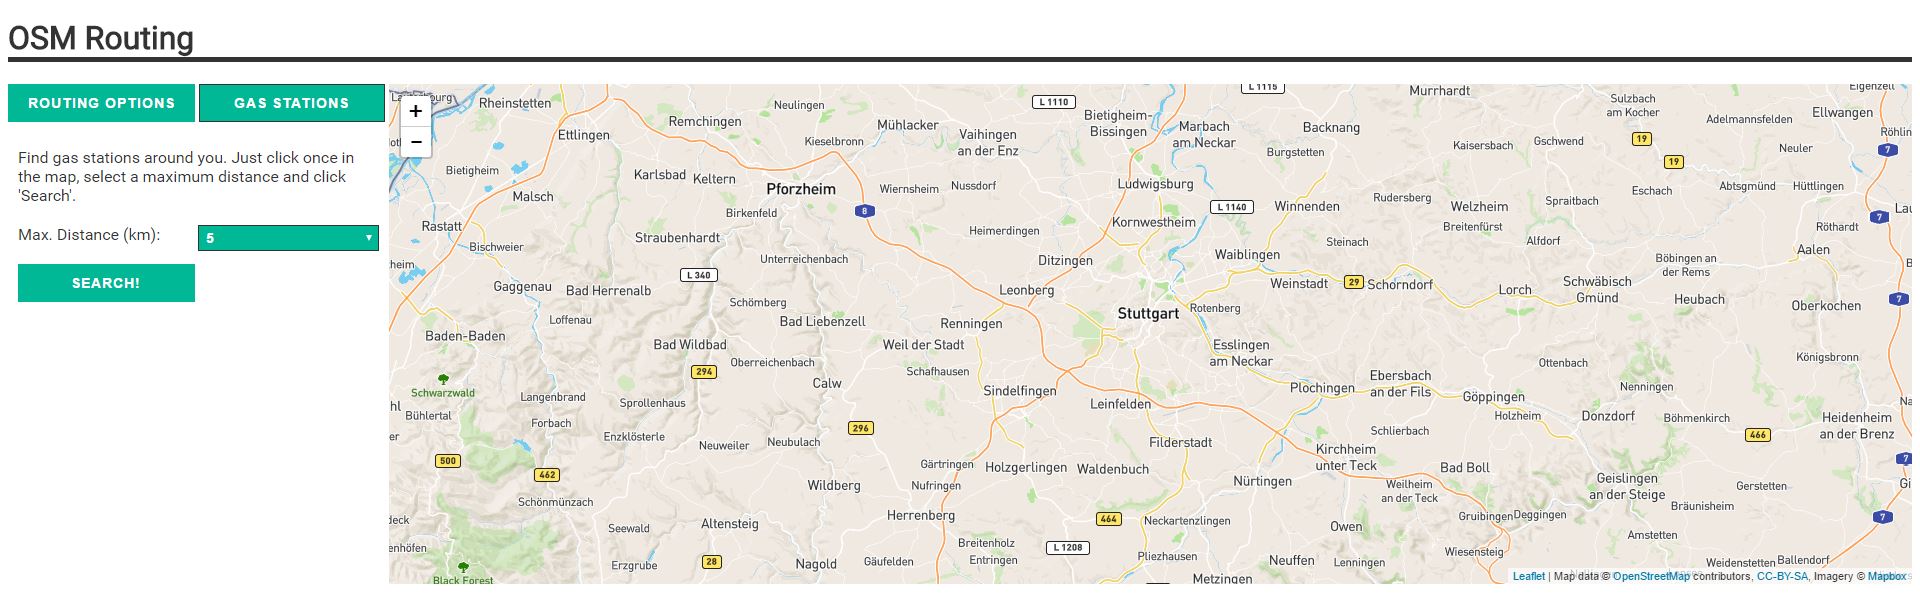 OSM Routing
ROUTING OPTIONS
GAS STATIONS
Find gas stations around you. Just click once in
the map, select a maximum distance and click
'Search'.
Max. Distance (km):
5
SEARCH!
+
−
Rheinstetten
Neulingen
L 1110
L 1115
Murrhardt
Ettlingen
Remchingen
Kieselbronn
Mühlacker
Vaihingen
an der Enz
Bietigheim-
Bissingen
Marbach
am Neckar
Backnang
Burgstetten
Kaisersbach
Gschwend
Sulzbach
am Kocher
19
19
Adelmannsfelden
Ellwangen
Neuler
7
Bietigheim
Malsch
Karlsbad
Keltern
Pforzheim
Wiernsheim
Nussdorf
Ludwigsburg
L 1140
Winnenden
Rudersberg
Welzheim
Spraitbach
Eschach
Abtsgmünd
Hüttlingen
7
Rastatt
Birkenfeld
8
Heimerdingen
Kornwestheim
Breitenfürst
Röthardt
Bischweier
Straubenhardt
Unterreichenbach
Ditzingen
Waiblingen
Steinach
Alfdorf
Böbingen an
der Rems
Aalen
L 340
Gaggenau
Bad Herrenalb
Schömberg
Leonberg
Weinstadt
29
Schorndorf
Lorch
Schwäbisch
Gmünd
Heubach
Oberkochen
7
Loffenau
Bad Liebenzell
Renningen
Stuttgart
Rotenberg
Baden-Baden
Bad Wildbad
Oberreichenbach
Weil der Stadt
Esslingen
am Neckar
Ottenbach
Königsbronn
294
Schafhausen
Schwarzwald
Calw
Sindelfingen
Leinfelden
Plochingen
Ebersbach
an der Fils
Göppingen
Nenningen
Langenbrand
Sprollenhaus
Bühlertal
Forbach
Holzheim
Donzdorf
Böhmenkirch
Heidenheim
an der Brenz
296
Enzklösterle
Neuweiler
Neubulach
Filderstadt
Schlierbach
466
500
462
Gärtringen
Holzgerlingen
Waldenbuch
Kirchheim
unter Teck
Bad Boll
7
Schönmünzach
Wildberg
Nufringen
Nürtingen
Weilheim
an der Teck
Geislingen
an der Steige
Gerstetten
Seewald
Altensteig
Herrenberg
464
Neckartenzlingen
Owen
Gruibingen
Deggingen
Bräunisheim
7
Breitenholz
L 1208
Amstetten
Erzgrube
28
Nagold
Gäufelden
Entringen
Pliezhausen
Neuffen
Lenningen
Wiesensteig
Weidenstetten
Ballendorf
Black Forest
Metzingen
Leaflet | Map data © OpenStreetMap contributors, CC-BY-SA, Imagery © Mapbox